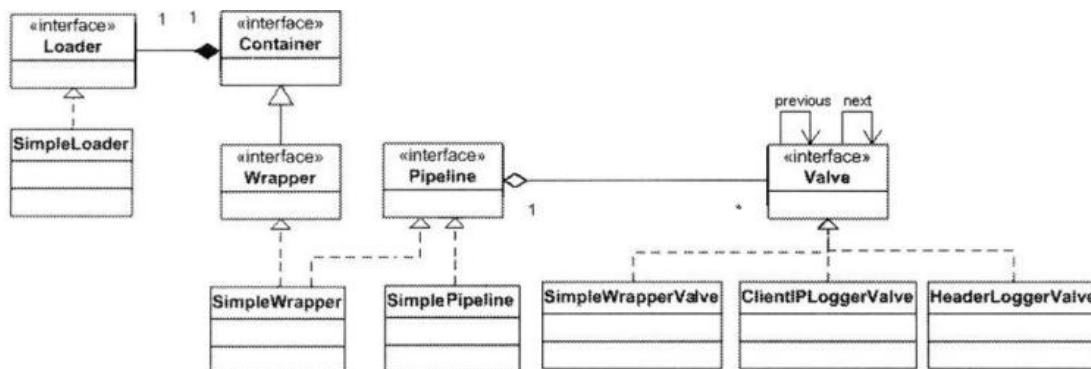 1 1
«interface»
Loader
«interface»
Container
SimpleLoader
«interface»
Wrapper
«interface»
Pipeline
1
*
previous next
«interface»
Valve
SimpleWrapper
SimplePipeline
SimpleWrapperValve
ClientIPLoggerValve
HeaderLoggerValve